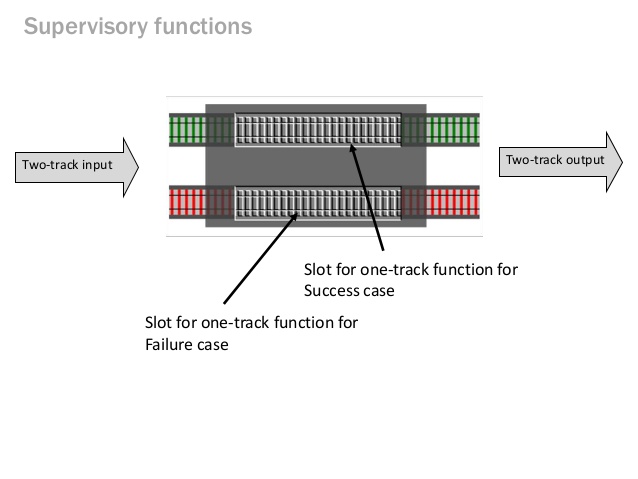 Supervisory functions
Two-track input
Two-track output
Slot for one-track function for
Success case
Slot for one-track function for
Failure case